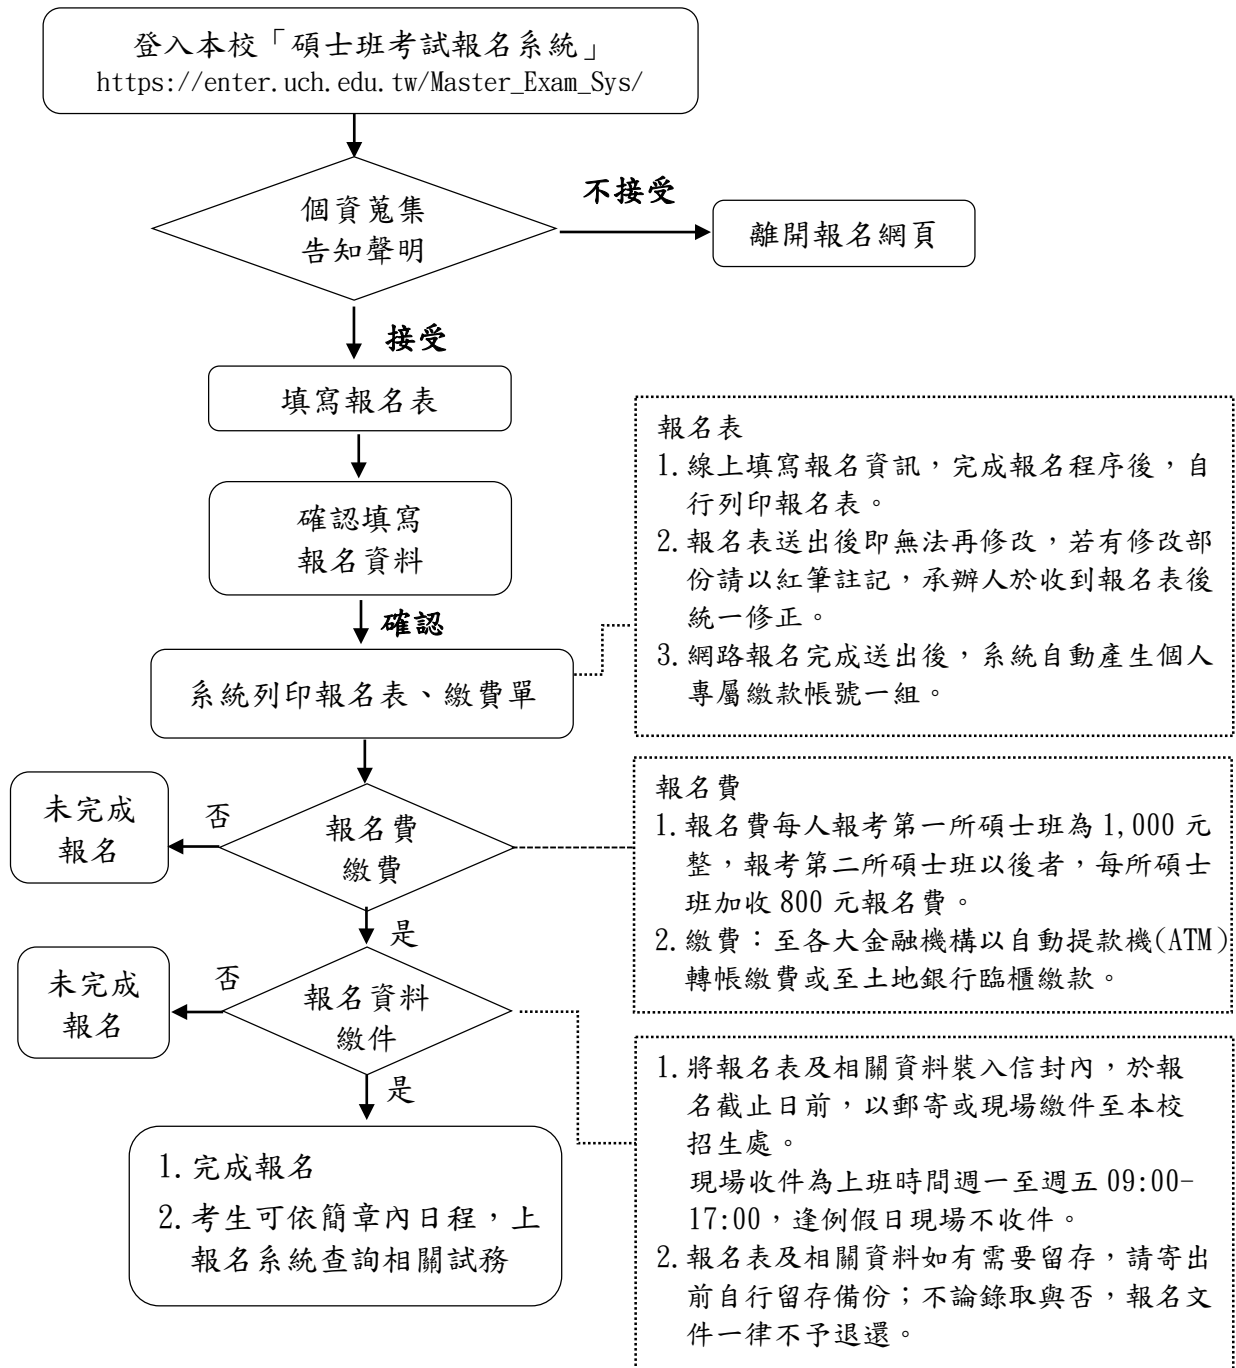 登入本校「碩士班考試報名系統」
https://enter.uch.edu.tw/Master_Exam_Sys/
個資蒐集
告知聲明
不接受
離開報名網頁
接受
填寫報名表
確認填寫
報名資料
確認
系統列印報名表、繳費單
報名表
1.線上填寫報名資訊，完成報名程序後，自
行列印報名表。
2.報名表送出後即無法再修改，若有修改部
份請以紅筆註記，承辦人於收到報名表後
統一修正。
3.網路報名完成送出後，系統自動產生個人
專屬繳款帳號一組。
報名費
繳費
否
未完成
報名
是
報名費
1.報名費每人報考第一所碩士班為1,000元
整，報考第二所碩士班以後者，每所碩士
班加收800元報名費。
2.繳費：至各大金融機構以自動提款機(ATM)
轉帳繳費或至土地銀行臨櫃繳款。
報名資料
繳件
否
未完成
報名
是
1.將報名表及相關資料裝入信封內，於報
名截止日前，以郵寄或現場繳件至本校
招生處。
現場收件為上班時間週一至週五09:00-
17:00，逢例假日現場不收件。
2.報名表及相關資料如有需要留存，請寄出
前自行留存備份；不論錄取與否，報名文
件一律不予退還。
1.完成報名
2.考生可依簡章內日程，上
報名系統查詢相關試務